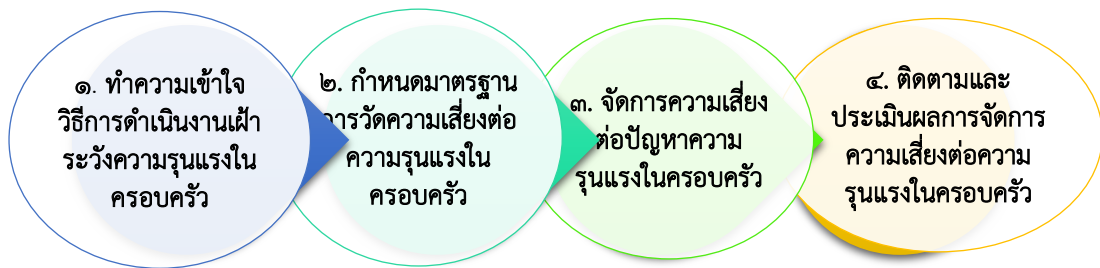 ๑. ทำความเข้าใจ
วิธีการดำเนินงานเฝ้า
ระวังความรุนแรงใน
ครอบครัว
๒. กำหนดมาตรฐาน
การวัดความเสี่ยงต่อ
ความรุนแรงใน
ครอบครัว
๓. จัดการความเสี่ยง
ต่อปัญหาความ
รุนแรงในครอบครัว
๔. ติดตามและ
ประเมินผลการจัดการ
ความเสี่ยงต่อความ
รุนแรงในครอบครัว